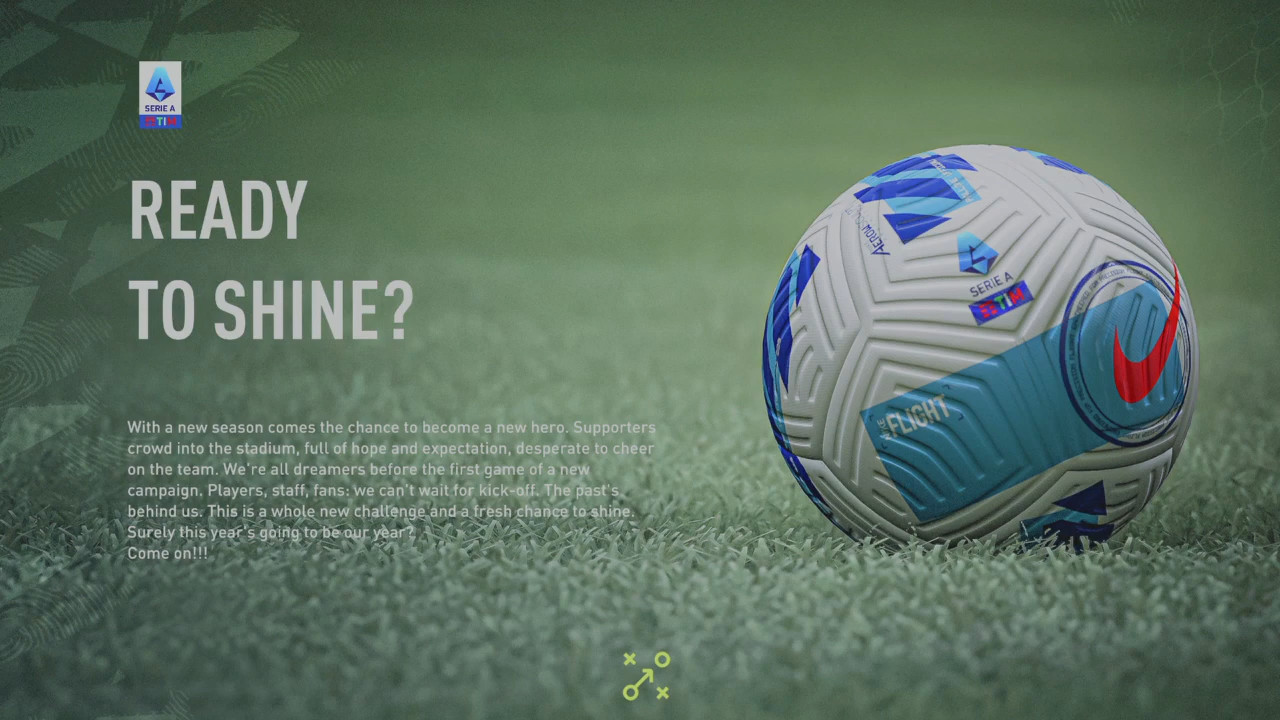 SERIE A
TIM
READY
TO SHINE?
With a new season comes the chance to become a new hero. Supporters
crowd into the stadium, full of hope and expectation, desperate to cheer
on the team. We're all dreamers before the first game of a new
campaign. Players, staff, fans: we can't wait for kick-off. The past's
behind us. This is a whole new challenge and a fresh chance to shine.
Surely this year's going to be our year?
Come on!!!
SERIE A
TIM
NIKE
FLIGHT